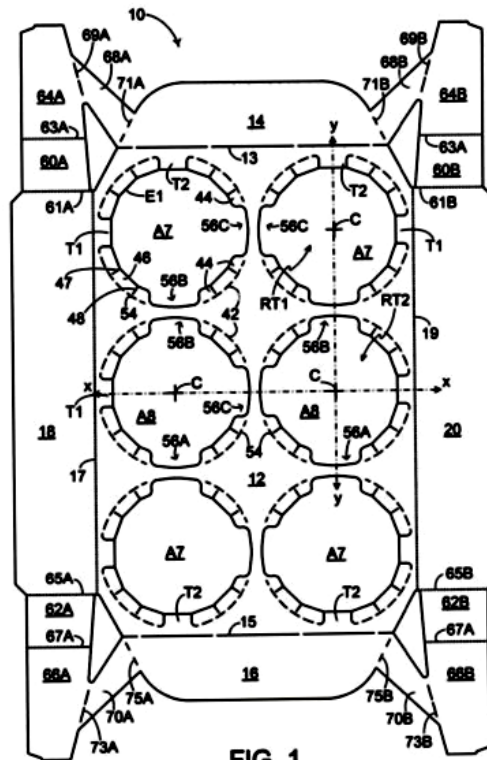 10
69A
68A
71A
64A
63A
60A
61A
14
13
y
71B
68B
69B
64B
63A
60B
61B
T2
E1
44
T1
A7
56C
56C
T2
C
A7
T1
46
47
44
56B
RT1
48
54
42
RT2
56B
56B
19
x
T1
C
C
x
18
A8
56C
A8
20
56A
54
56A
17
12
y
A7
A7
65A
65B
62A
T2
T2
62B
67A
15
67A
66A
75A
16
75B
66B
70A
70B
73A
73B
FIG. 1